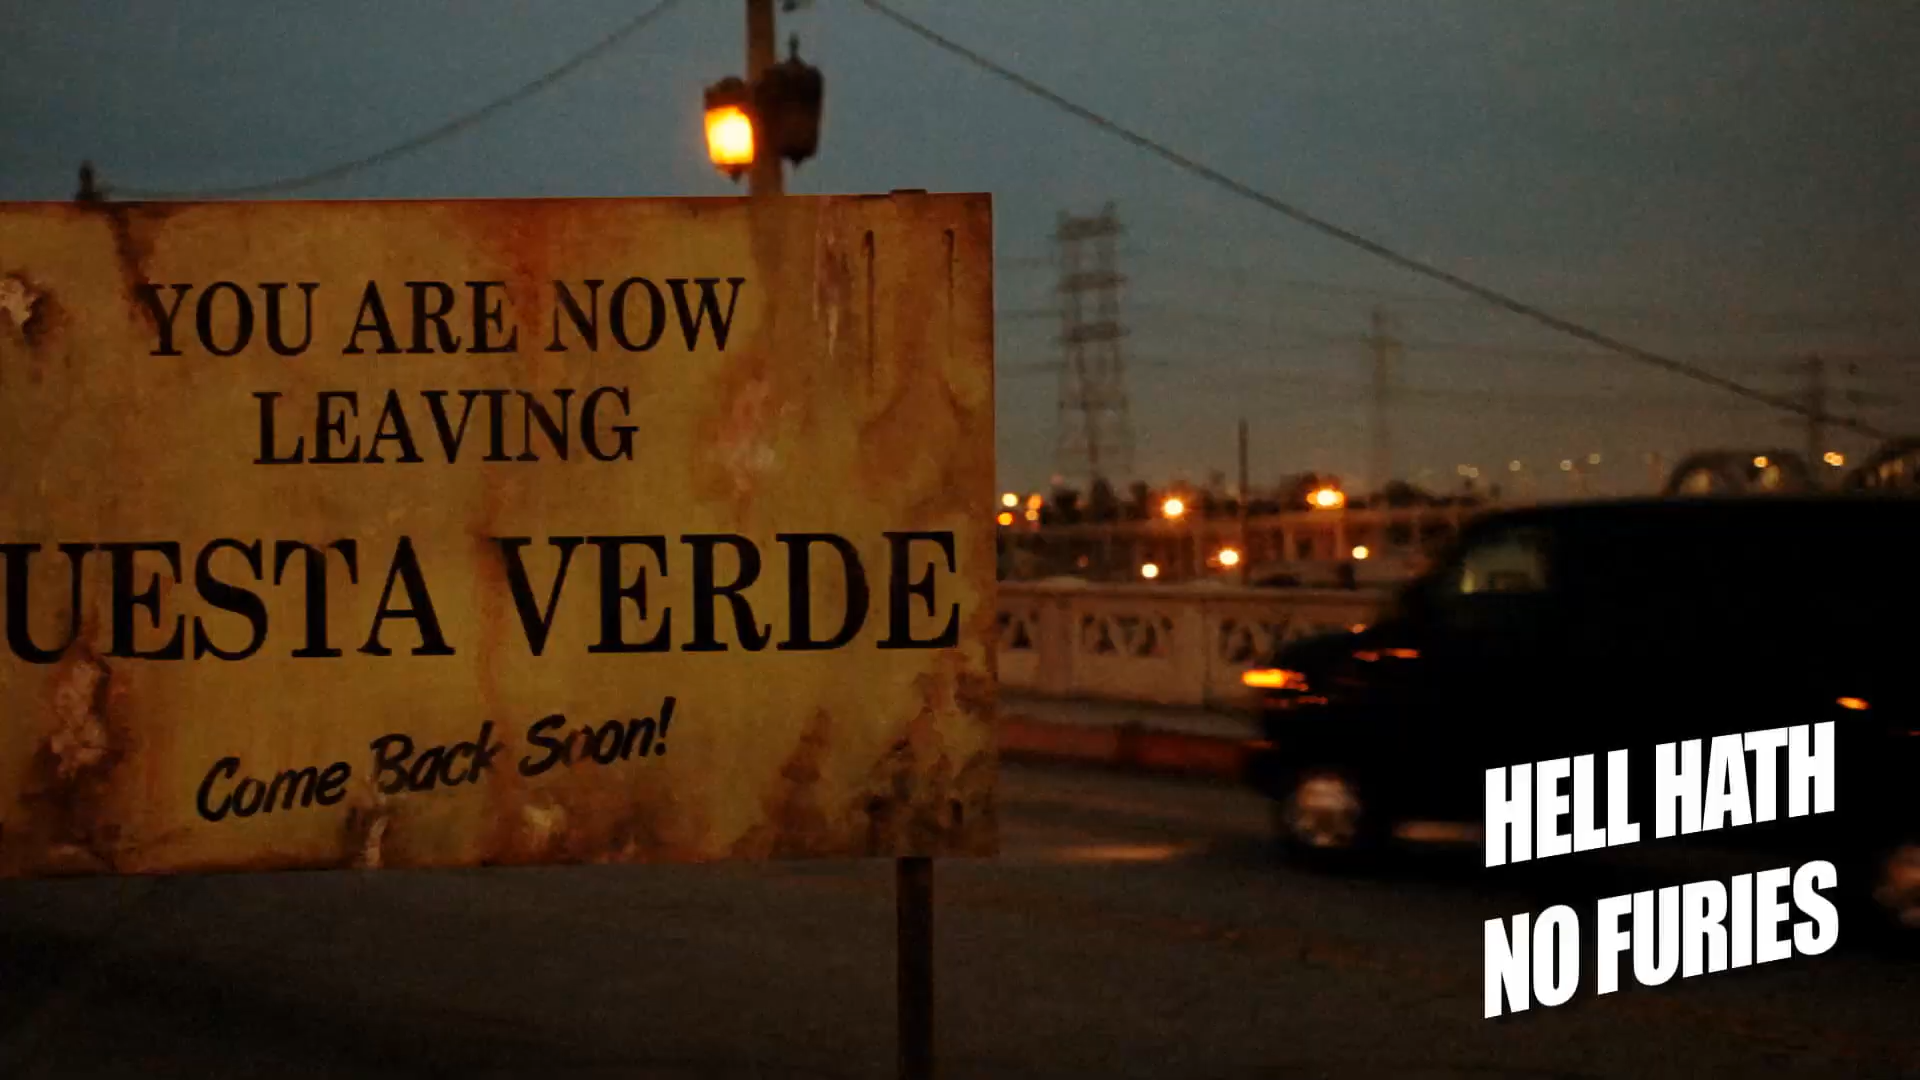 YOU ARE NOW
LEAVING
UESTA VERDE
Come Back Soon!
HELL HATH
NO FURIES